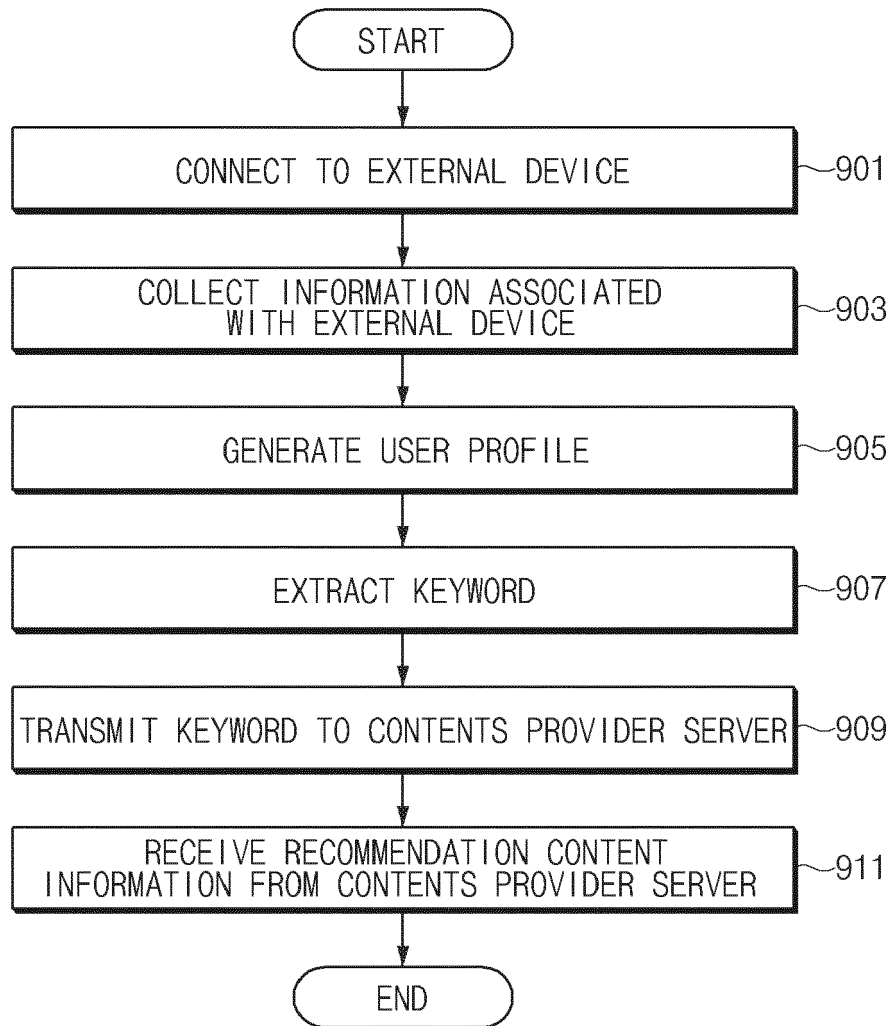 START
CONNECT TO EXTERNAL DEVICE
901
COLLECT INFORMATION ASSOCIATED
WITH EXTERNAL DEVICE
903
GENERATE USER PROFILE
905
EXTRACT KEYWORD
907
TRANSMIT KEYWORD TO CONTENTS PROVIDER SERVER
909
RECEIVE RECOMMENDATION CONTENT
INFORMATION FROM CONTENTS PROVIDER SERVER
911
END